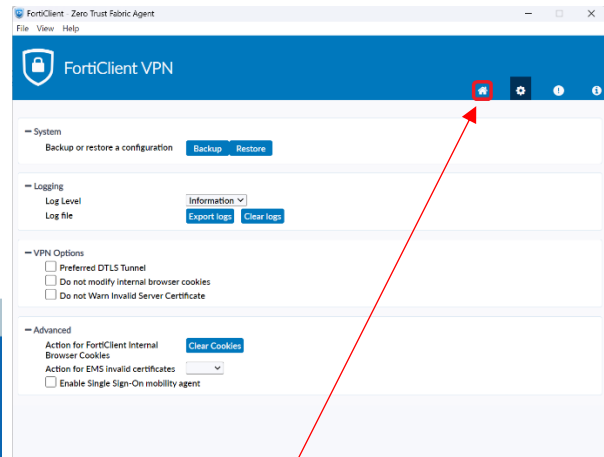 FortiClient - Zero Trust Fabric Agent
File View Help
FortiClient VPN
System
Backup or restore a configuration Backup Restore
Logging
Log Level Information
Log file Export logs Clear logs
VPN Options
Preferred DTLS Tunnel
Do not modify internal browser cookies
Do not Warn Invalid Server Certificate
Advanced
Action for FortiClient Internal Clear Cookies
Browser Cookies
Action for EMS invalid certificates
Enable Single Sign-On mobility agent